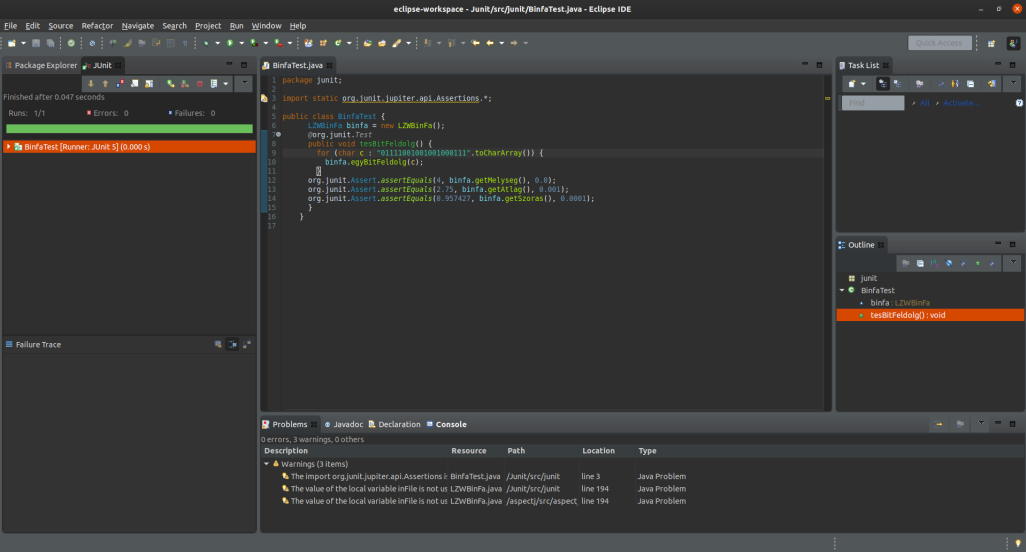 eclipse-workspace - Junit/src/junit/BinfaTest.java - Eclipse IDE
File Edit Source Refactor Navigate Search Project Run Window Help
Quick Access
Package Explorer JUnit
Finished after 0.047 seconds
Runs: 1/1 Errors: 0 Failures: 0
BinfaTest [Runner: JUnit 5] (0.000 s)
Failure Trace
BinfaTest.java
1 package junit;
2
3 import static org.junit.jupiter.api.Assertions.*;
4
5 public class BinfaTest {
6 LZWBinFa binfa = new LZWBinFa();
7 @org.junit.Test
8 public void tesBitFeldolg() {
9 for (char c : "01111001001001000111".toCharArray()) {
10 binfa.egyBitFeldolg(c);
11 }
12 org.junit.Assert.assertEquals(4, binfa.getMelyseg(), 0.0);
13 org.junit.Assert.assertEquals(2.75, binfa.getAtlag(), 0.001);
14 org.junit.Assert.assertEquals(0.957427, binfa.getSzoras(), 0.0001);
15 }
16 }
17
Task List
Find All Activate...
Outline
junit
BinfaTest
binfa : LZWBinFa
tesBitFeldolg() : void
Problems Javadoc Declaration Console
0 errors, 3 warnings, 0 others
Description Resource Path Location Type
Warnings (3 items)
The import org.junit.jupiter.api.Assertions is BinfaTest.java /Junit/src/junit line 3 Java Problem
The value of the local variable inFile is not us LZWBinFa.java /Junit/src/junit line 194 Java Problem
The value of the local variable inFile is not us LZWBinFa.java /aspectj/src/aspect line 194 Java Problem